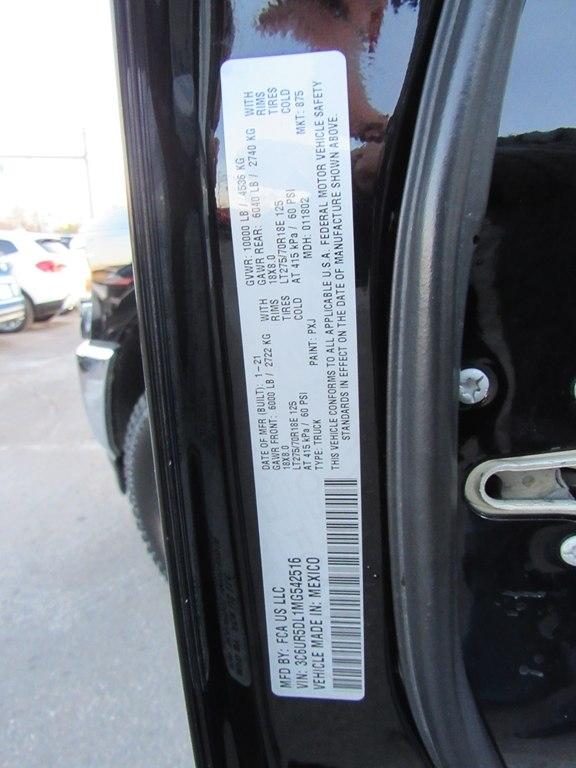 MFD BY: FCA US LLC
VIN: 3C6UR5DL1MG542516
VEHICLE MADE IN: MEXICO
DATE OF MFR (BUILT): 1-21 GVWR: 10000 LB / 4536 KG
GAWR FRONT: 6000 LB / 2722 KG WITH GAWR REAR: 6040 LB / 2740 KG WITH
18X8.0 RIMS 18X8.0 RIMS
LT275/70R18E 125 TIRES LT275/70R18E 125 TIRES
AT 415 kPa / 60 PSI COLD AT 415 kPa / 60 PSI COLD
TYPE: TRUCK PAINT: PXJ MDH: 011802 MKT: 875
THIS VEHICLE CONFORMS TO ALL APPLICABLE U.S.A. FEDERAL MOTOR VEHICLE SAFETY
STANDARDS IN EFFECT ON THE DATE OF MANUFACTURE SHOWN ABOVE.